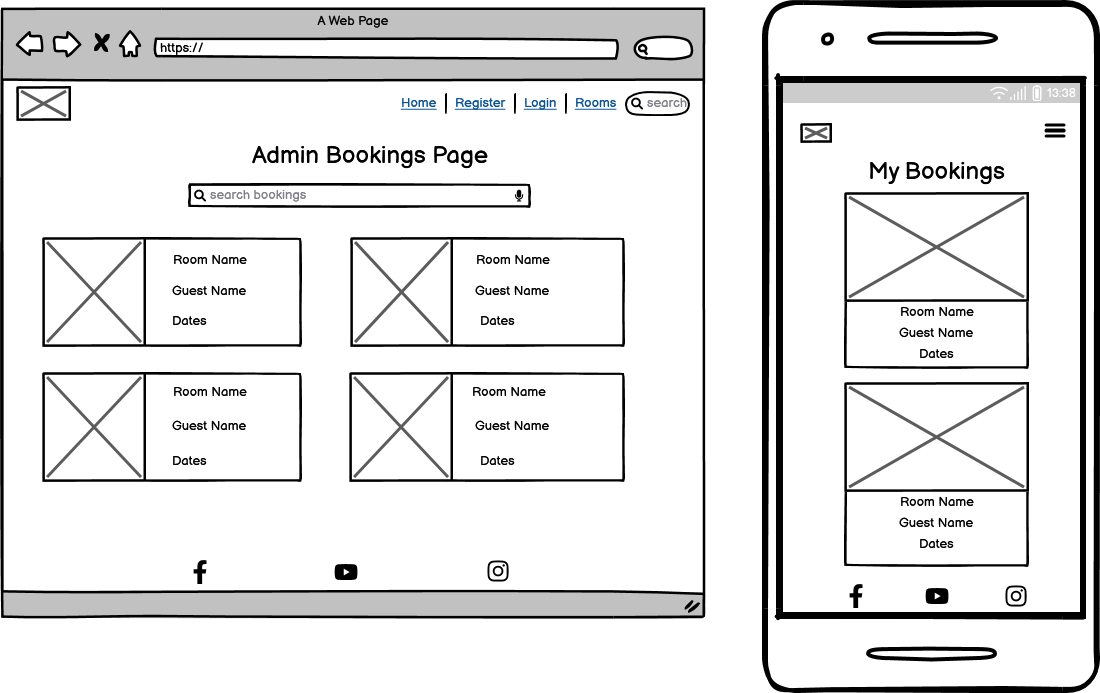 A Web Page
https://
Home Register Login Rooms search
Admin Bookings Page
search bookings
Room Name
Guest Name
Dates
Room Name
Guest Name
Dates
Room Name
Guest Name
Dates
Room Name
Guest Name
Dates
13:38
My Bookings
Room Name
Guest Name
Dates
Room Name
Guest Name
Dates